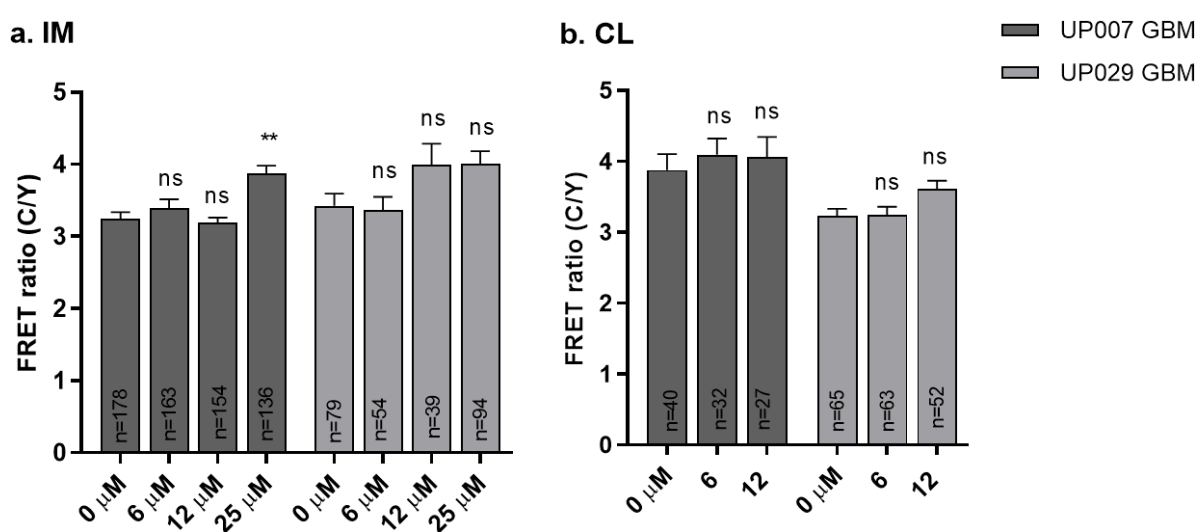 a. IM
b. CL
UP007 GBM
UP029 GBM
FRET ratio (C/Y)
5
4
3
2
1
0
ns
ns
**
ns
ns
ns
n=178
n=163
n=154
n=136
n=79
n=54
n=39
n=94
0 μM
6 μM
12 μM
25 μM
0 μM
6 μM
12 μM
25 μM
FRET ratio (C/Y)
5
4
3
2
1
0
ns
ns
ns
ns
n=40
n=32
n=27
n=65
n=63
n=52
0 μM
6
12
0 μM
6
12